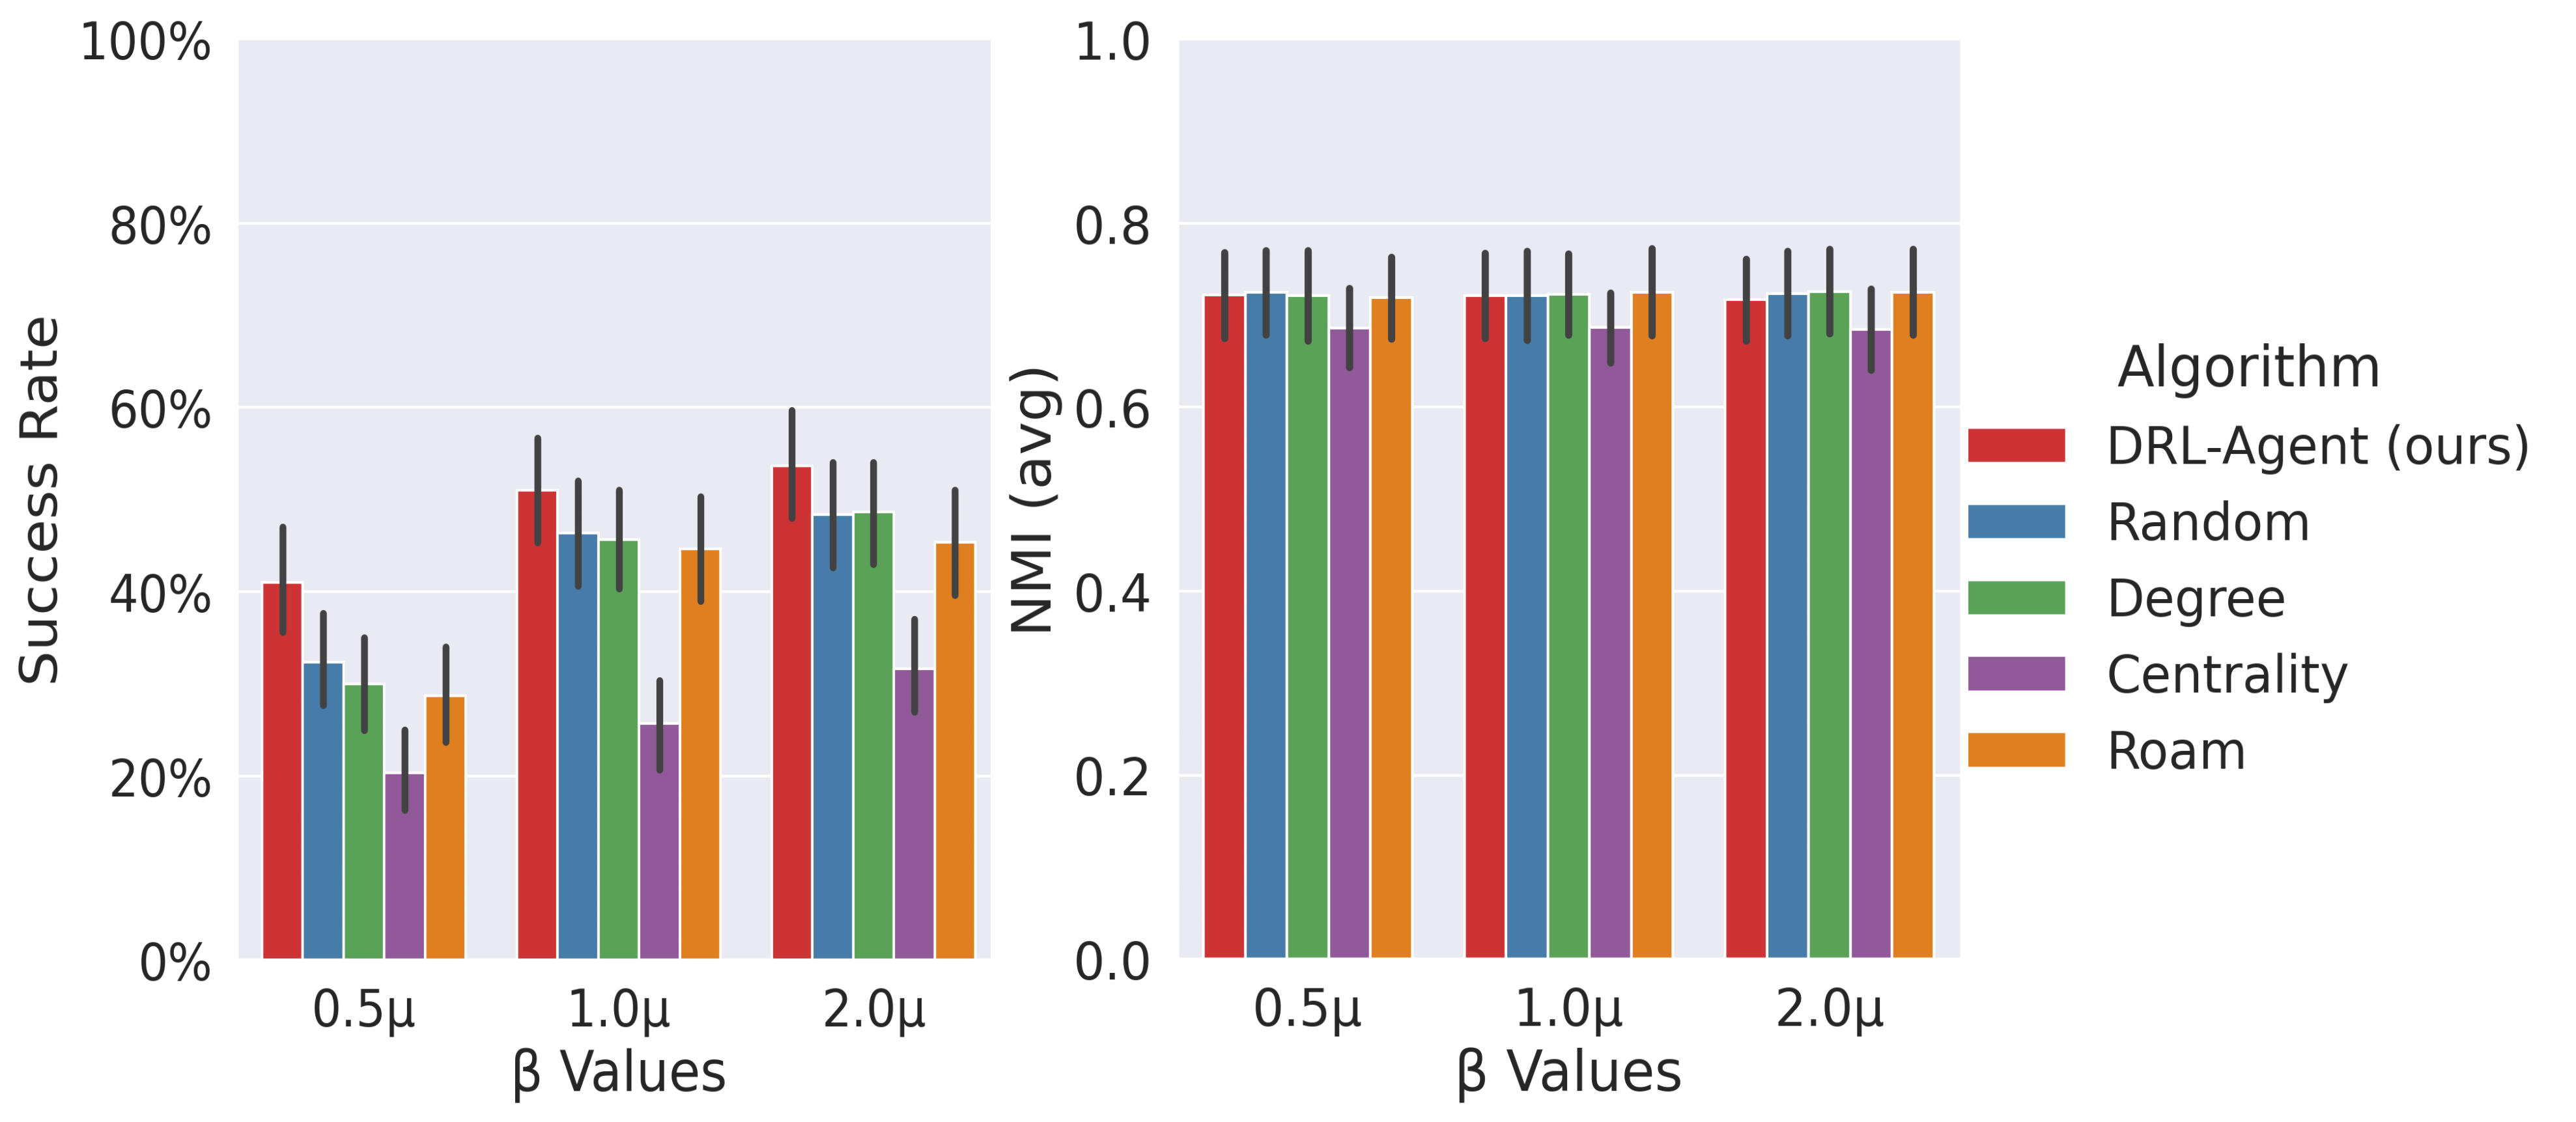 100%
80%
60%
40%
20%
0%
Success Rate
0.5μ 1.0μ 2.0μ
β Values
1.0
0.8
0.6
0.4
0.2
0.0
NMI (avg)
0.5μ 1.0μ 2.0μ
β Values
Algorithm
DRL-Agent (ours)
Random
Degree
Centrality
Roam